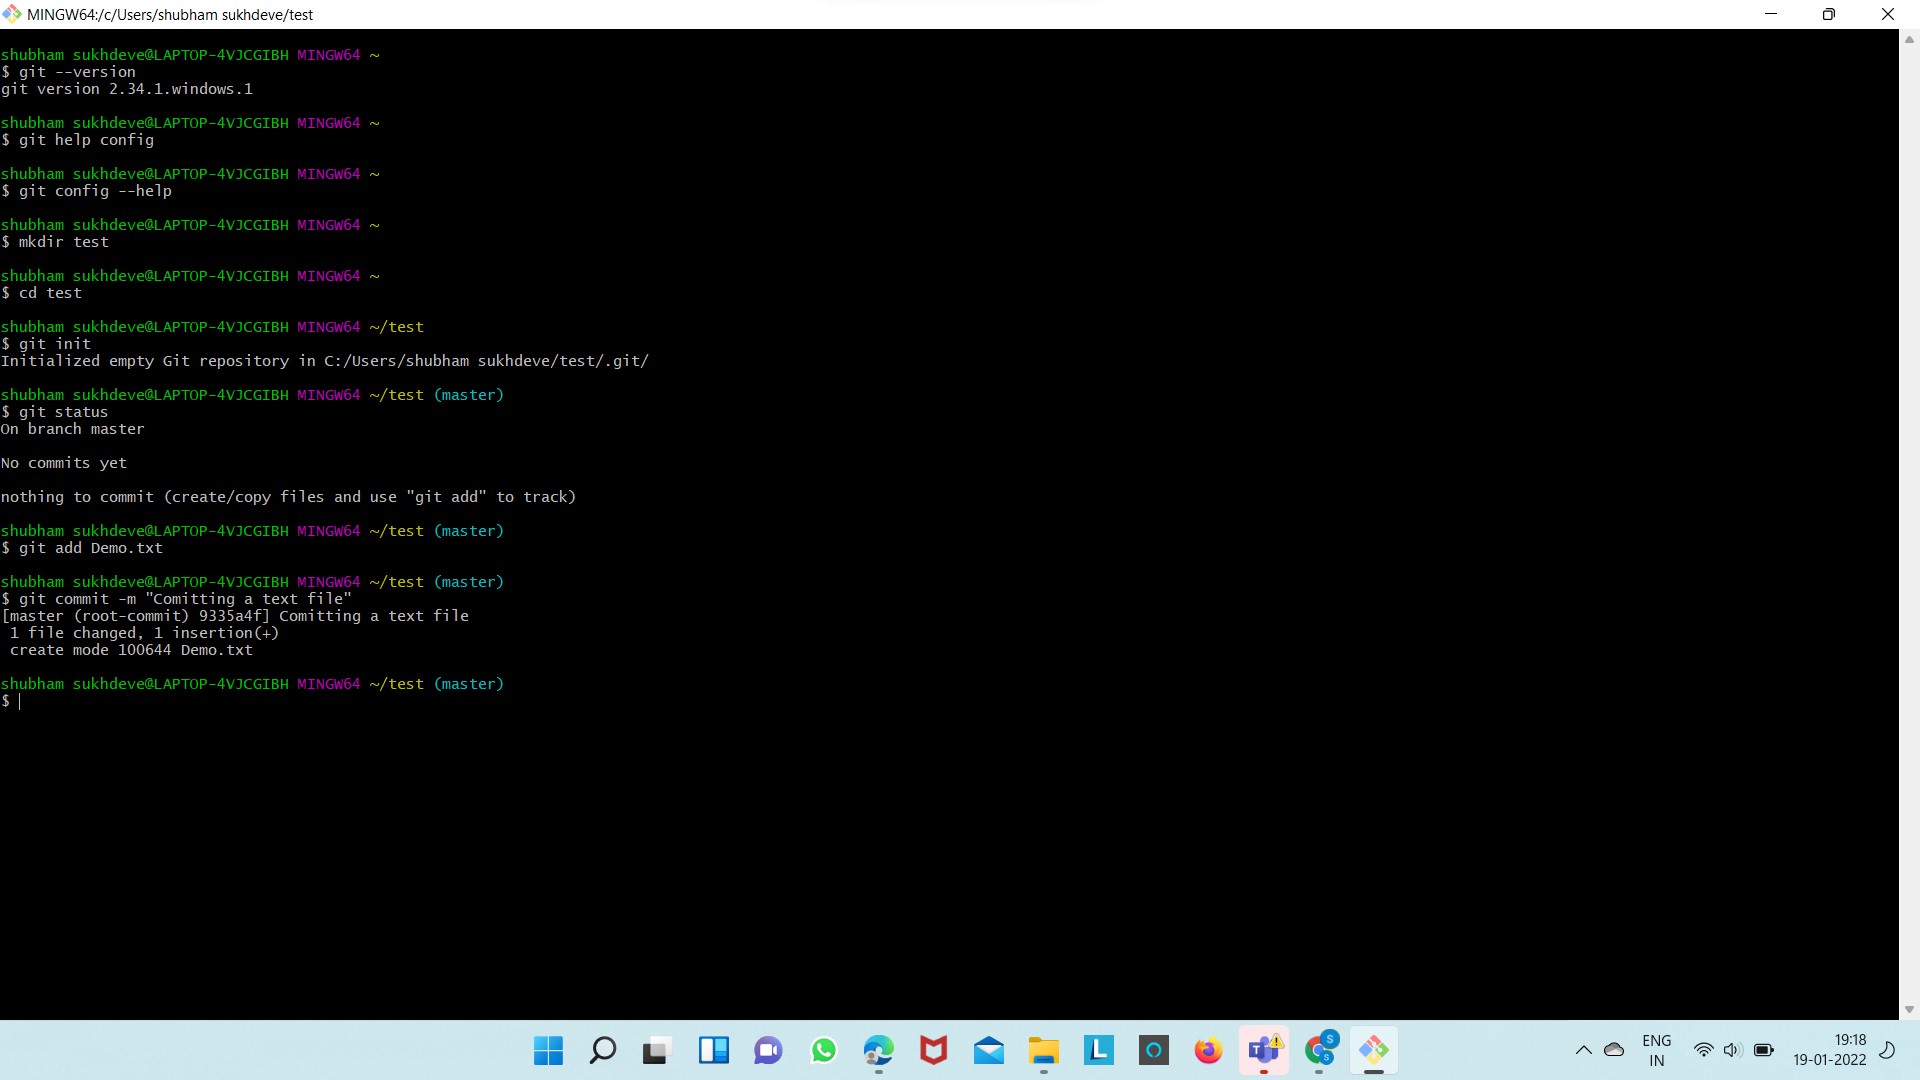 MINGW64:/c/Users/shubham sukhdeve/test
shubham sukhdeve@LAPTOP-4VJCGIBH MINGW64 ~
$ git --version
git version 2.34.1.windows.1
shubham sukhdeve@LAPTOP-4VJCGIBH MINGW64 ~
$ git help config
shubham sukhdeve@LAPTOP-4VJCGIBH MINGW64 ~
$ git config --help
shubham sukhdeve@LAPTOP-4VJCGIBH MINGW64 ~
$ mkdir test
shubham sukhdeve@LAPTOP-4VJCGIBH MINGW64 ~
$ cd test
shubham sukhdeve@LAPTOP-4VJCGIBH MINGW64 ~/test
$ git init
Initialized empty Git repository in C:/Users/shubham sukhdeve/test/.git/
shubham sukhdeve@LAPTOP-4VJCGIBH MINGW64 ~/test (master)
$ git status
On branch master
No commits yet
nothing to commit (create/copy files and use "git add" to track)
shubham sukhdeve@LAPTOP-4VJCGIBH MINGW64 ~/test (master)
$ git add Demo.txt
shubham sukhdeve@LAPTOP-4VJCGIBH MINGW64 ~/test (master)
$ git commit -m "Comitting a text file"
[master (root-commit) 9335a4f] Comitting a text file
 1 file changed, 1 insertion(+)
 create mode 100644 Demo.txt
shubham sukhdeve@LAPTOP-4VJCGIBH MINGW64 ~/test (master)
$
L
T
S
S
ENG
IN
19:18
19-01-2022